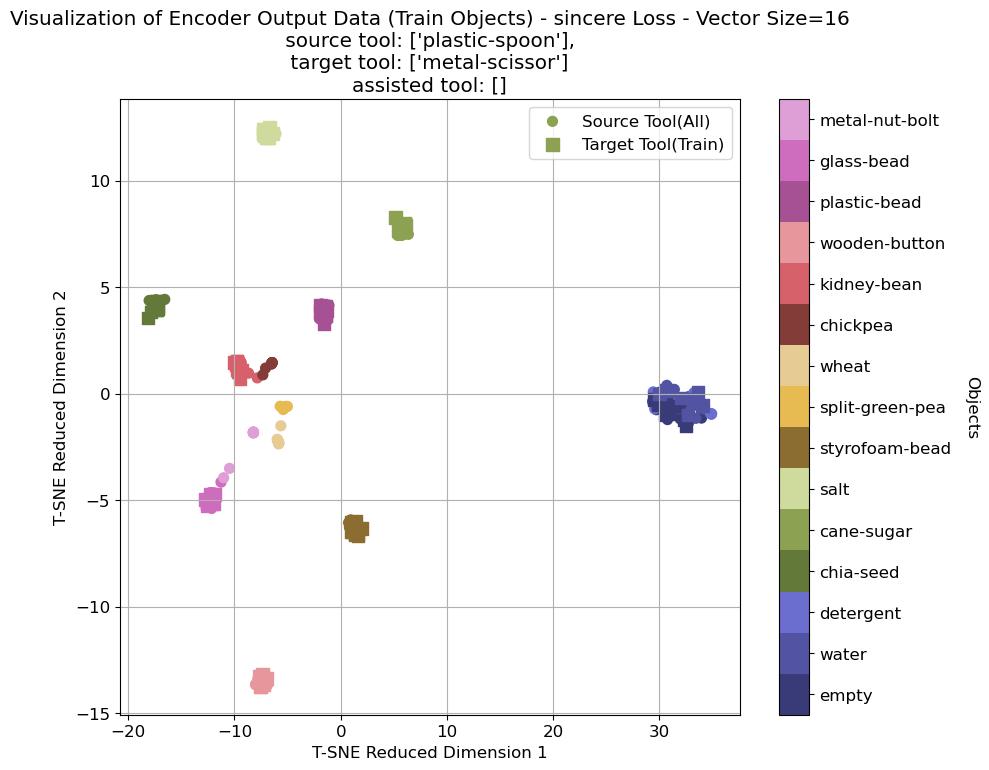 Visualization of Encoder Output Data (Train Objects) - sincere Loss - Vector Size=16
source tool: ['plastic-spoon'],
target tool: ['metal-scissor']
assisted tool: []
Source Tool(All)
Target Tool(Train)
T-SNE Reduced Dimension 2
10
5
0
−5
−10
−15
−20
−10
0
10
20
30
T-SNE Reduced Dimension 1
metal-nut-bolt
glass-bead
plastic-bead
wooden-button
kidney-bean
chickpea
wheat
split-green-pea
styrofoam-bead
salt
cane-sugar
chia-seed
detergent
water
empty
Objects